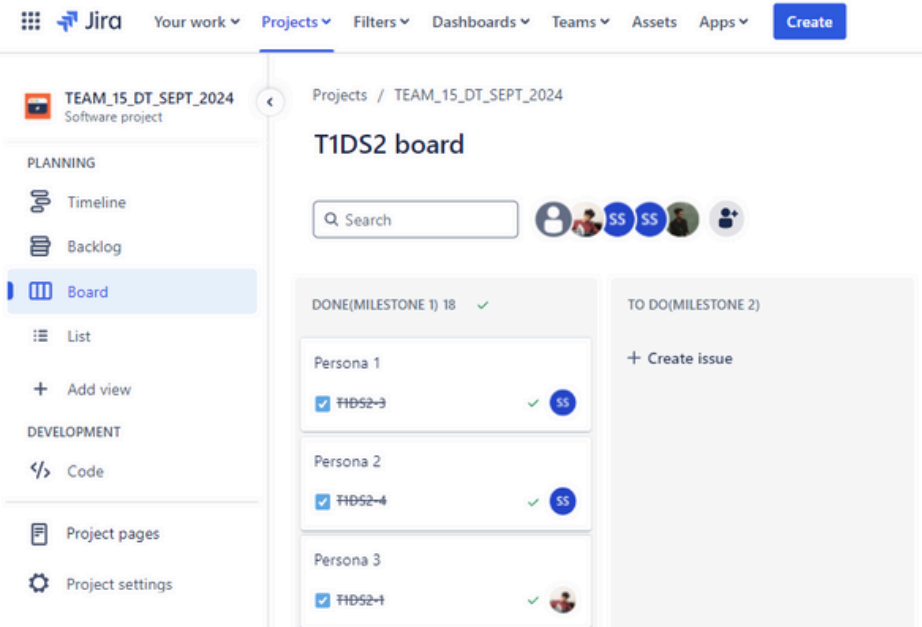 Jira Your work Projects Filters Dashboards Teams Assets Apps Create
TEAM_15_DT_SEPT_2024
Software project
PLANNING
Timeline
Backlog
Board
List
Add view
DEVELOPMENT
Code
Project pages
Project settings
Projects / TEAM_15_DT_SEPT_2024
T1DS2 board
Search
SS SS
DONE(MILESTONE 1) 18
Persona 1
T1DS2-3 SS
Persona 2
T1DS2-4 SS
Persona 3
T1DS2-1
TO DO(MILESTONE 2)
+ Create issue